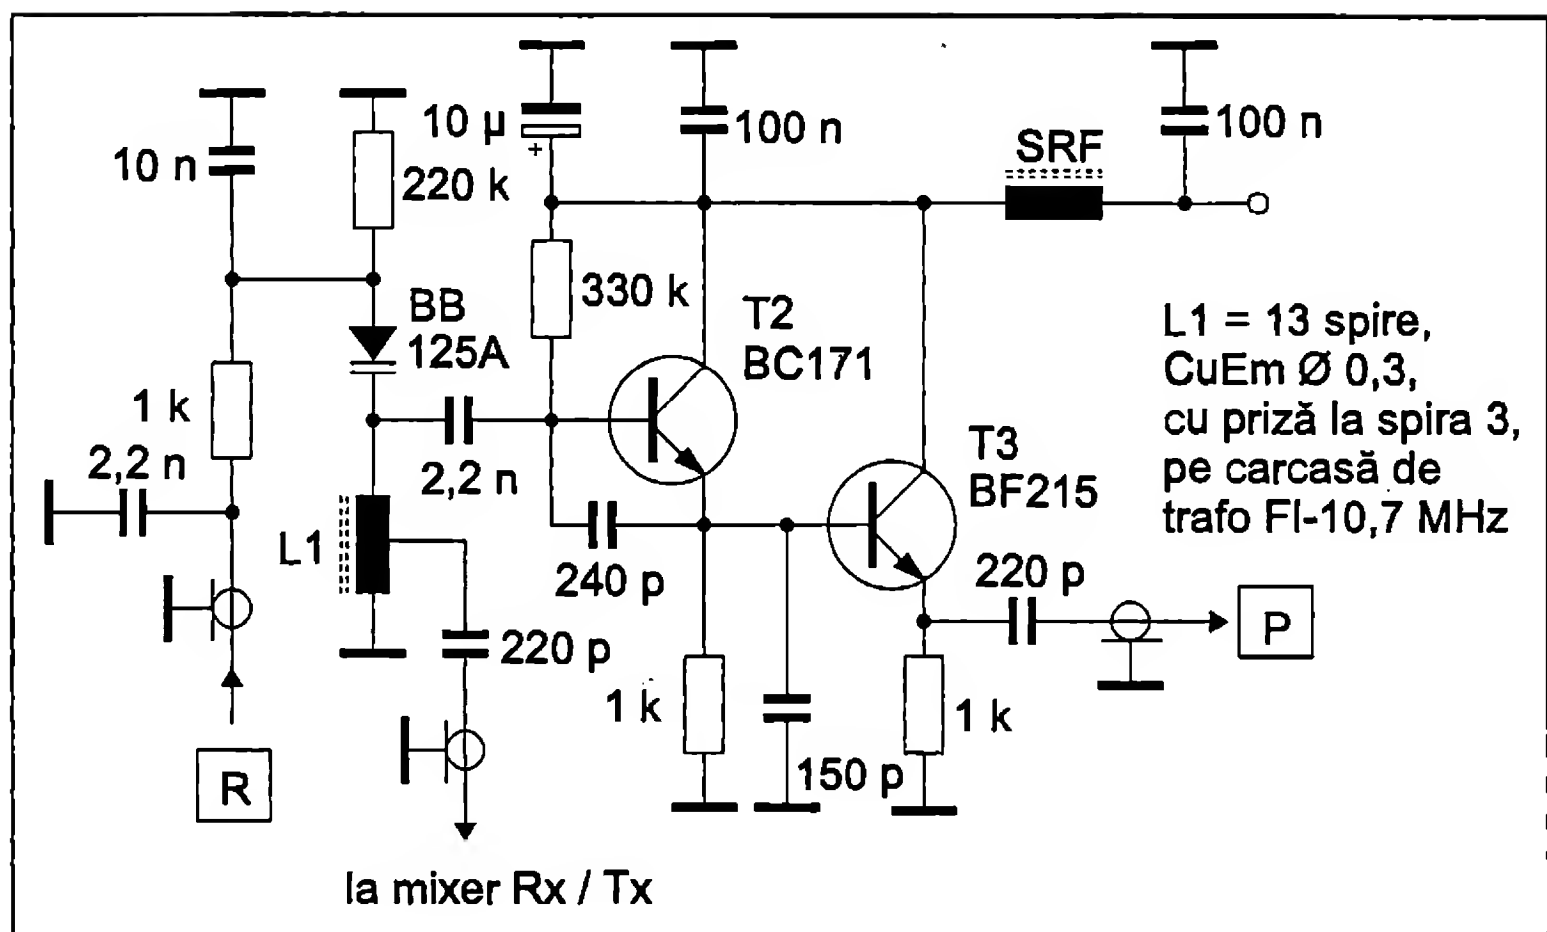 10 µ
+
100 n
100 n
SRF
10 n
220 k
330 k
BB
125A
T2
BC171
L1 = 13 spire,
CuEm Ø 0,3,
cu priză la spira 3,
pe carcasă de
trafo FI-10,7 MHz
1 k
2,2 n
2,2 n
T3
BF215
L1
240 p
220 p
220 p
P
1 k
1 k
150 p
R
la mixer Rx / Tx